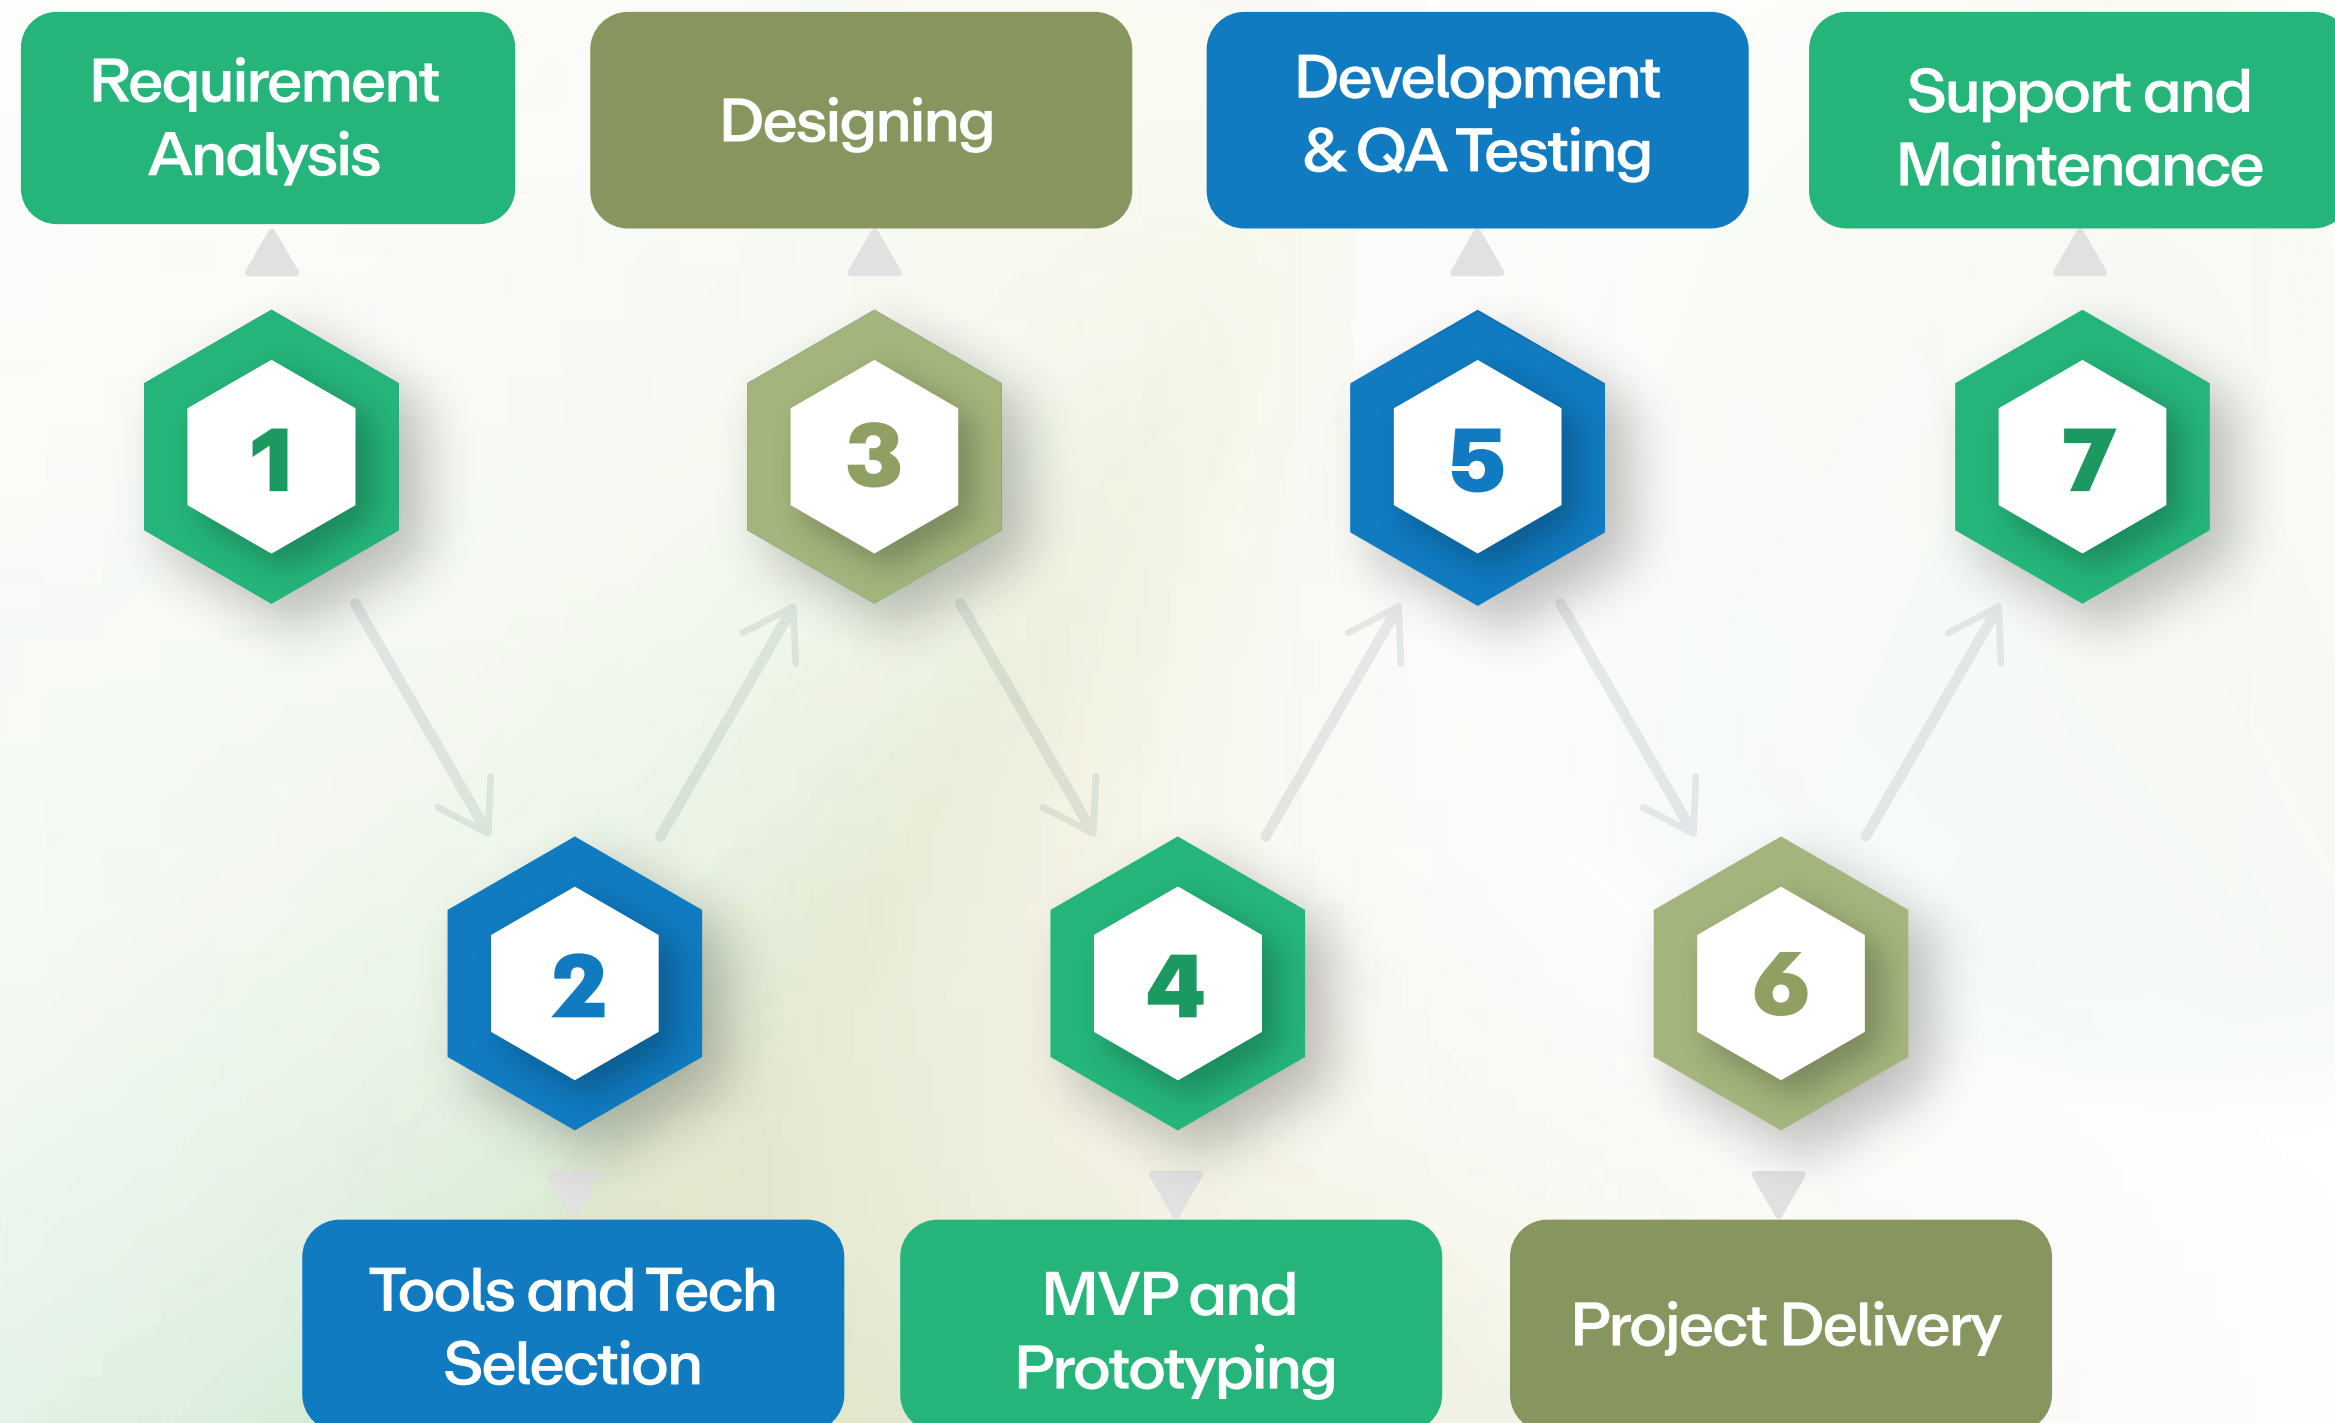 Requirement
Analysis
Designing
Development
& QA Testing
Support and
Maintenance
1
3
5
7
2
4
6
Tools and Tech
Selection
MVP and
Prototyping
Project Delivery